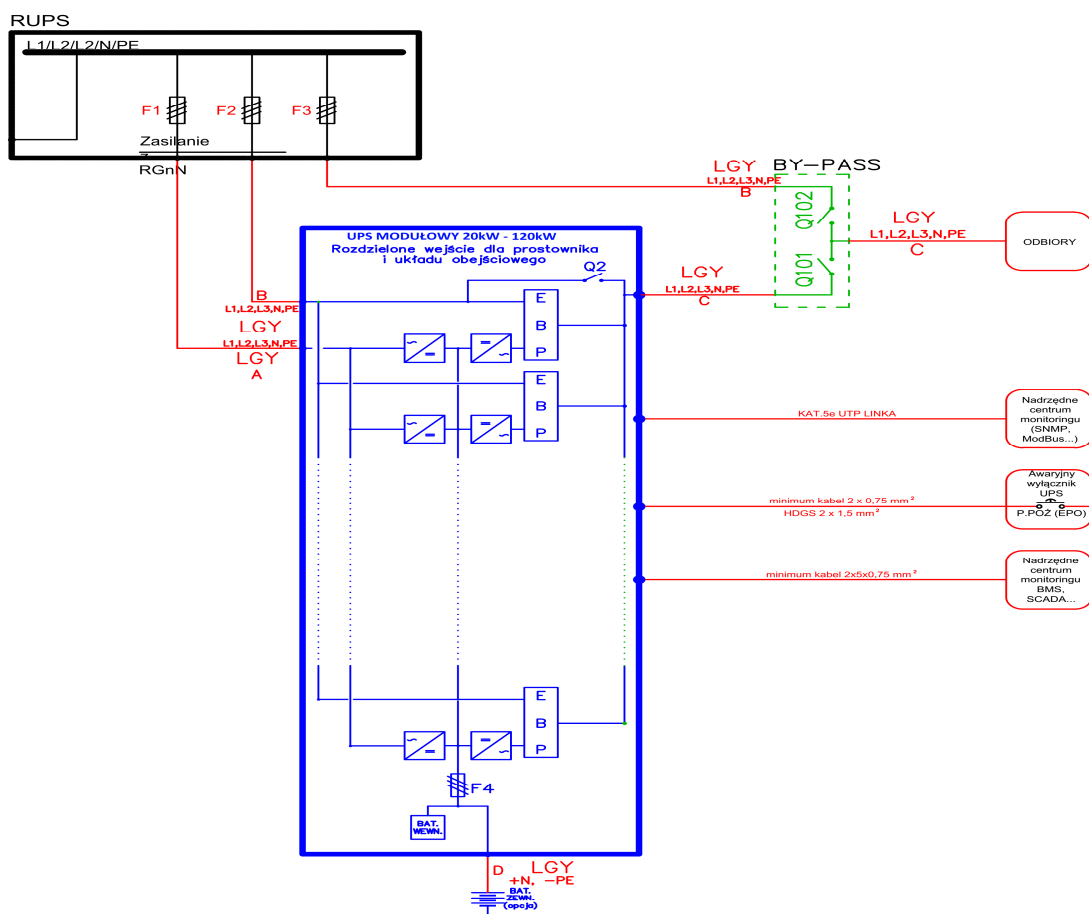 RUPS
L1/L2/L2/N/PE
F1
F2
F3
Zasilanie
z
RGnN
LGY
BY-PASS
L1,L2,L3,N,PE
B
Q102
Q101
LGY
L1,L2,L3,N,PE
C
ODBIORY
UPS MODUŁOWY 20kW - 120kW
Rozdzielone wejście dla prostownika
i układu obejściowego
Q2
LGY
L1,L2,L3,N,PE
C
B
L1,L2,L3,N,PE
LGY
L1,L2,L3,N,PE
LGY
A
E
B
P
E
B
P
KAT.5e UTP LINKA
Nadrzędne
centrum
monitoringu
(SNMP,
ModBus...)
minimum kabel 2 x 0,75 mm²
HDGS 2 x 1,5 mm²
Awaryjny
wyłącznik
UPS
P.POŻ (EPO)
minimum kabel 2x5x0,75 mm²
Nadrzędne
centrum
monitoringu
BMS,
SCADA...
E
B
P
F4
BAT.
WEWN.
D
LGY
+N, -PE
BAT.
ZEWN.
(opcja)